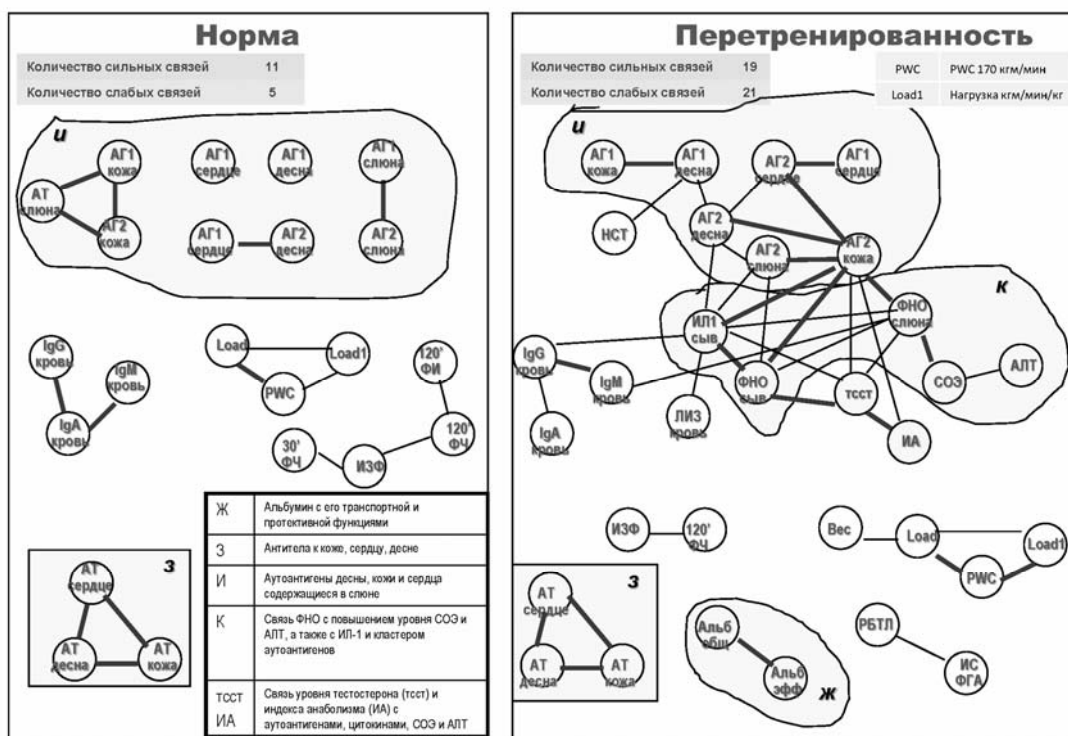 Норма
Количество сильных связей 11
Количество слабых связей 5
и
АГ1
кожа
АГ1
сердце
АГ1
десна
АГ1
слюна
АТ
слюна
АГ2
кожа
АГ1
сердце
АГ2
десна
АГ2
слюна
IgG
кровь
IgM
кровь
IgA
кровь
Load
Load1
PWC
120'
ФИ
120'
ФЧ
30'
ФЧ
ИЗФ
з
АТ
сердце
АТ
десна
АТ
кожа
Ж Альбумин с его транспортной и
протективной функциями
З Антитела к коже, сердцу, десне
И Аутоантигены десны, кожи и сердца
содержащиеся в слюне
К Связь ФНО с повышением уровня СОЭ и
АЛТ, а также с ИЛ-1 и кластером
аутоантигенов
тсст
ИА
Связь уровня тестостерона (тсст) и
индекса анаболизма (ИА) с
аутоантигенами, цитокинами, СОЭ и АЛТ
Перетренированность
Количество сильных связей 19
Количество слабых связей 21
PWC PWC 170 кгм/мин
Load1 Нагрузка кгм/мин/кг
и
АГ1
кожа
АГ1
десна
АГ2
сердце
АГ1
сердце
НСТ
АГ2
десна
АГ2
слюна
АГ2
кожа
к
ИЛ1
сыв
ФНО
слюна
IgG
кровь
IgM
кровь
IgA
кровь
ЛИЗ
кровь
ФНО
сыв
тсст
СОЭ
АЛТ
ИА
ИЗФ
120'
ФЧ
Вес
Load
Load1
PWC
з
АТ
сердце
АТ
десна
АТ
кожа
Альб
общ
Альб
эфф
ж
РБТЛ
ИС
ФГА